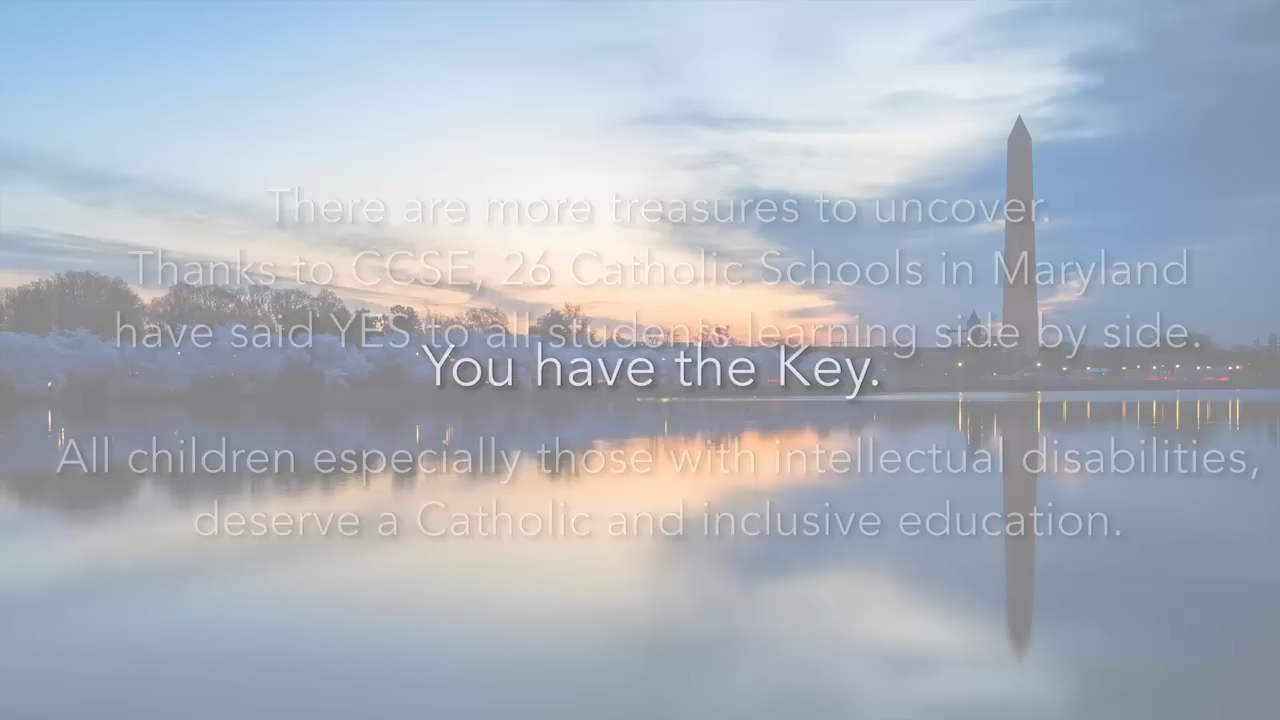 There are more treasures to uncover.
Thanks to CCSE, 26 Catholic Schools in Maryland
have said YES to all students learning side by side.
You have the Key.
All children especially those with intellectual disabilities,
deserve a Catholic and inclusive education.